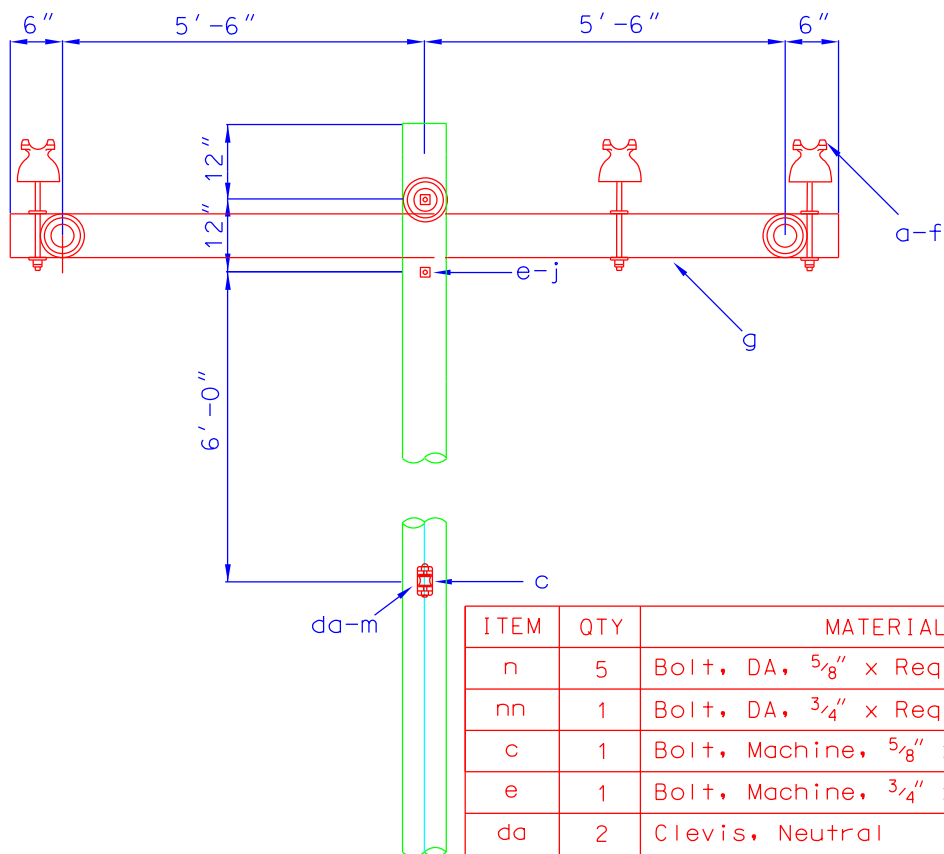 6" 5'-6" 5'-6" 6"
12"
12"
a-f
e-j
g
6'-0"
c
da-m
ITEM QTY MATERIAL
n 5 Bolt, DA, 5/8" x Req
nn 1 Bolt, DA, 3/4" x Req
c 1 Bolt, Machine, 5/8"
e 1 Bolt, Machine, 3/4"
da 2 Clevis, Neutral